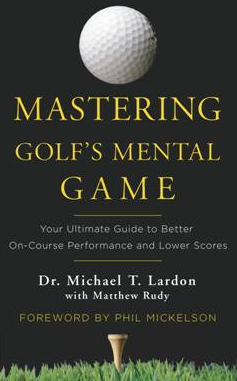 MASTERING
GOLF'S MENTAL
GAME
Your Ultimate Guide to Better
On-Course Performance and Lower Scores
Dr. Michael T. Lardon
with Matthew Rudy
FOREWORD BY PHIL MICKELSON